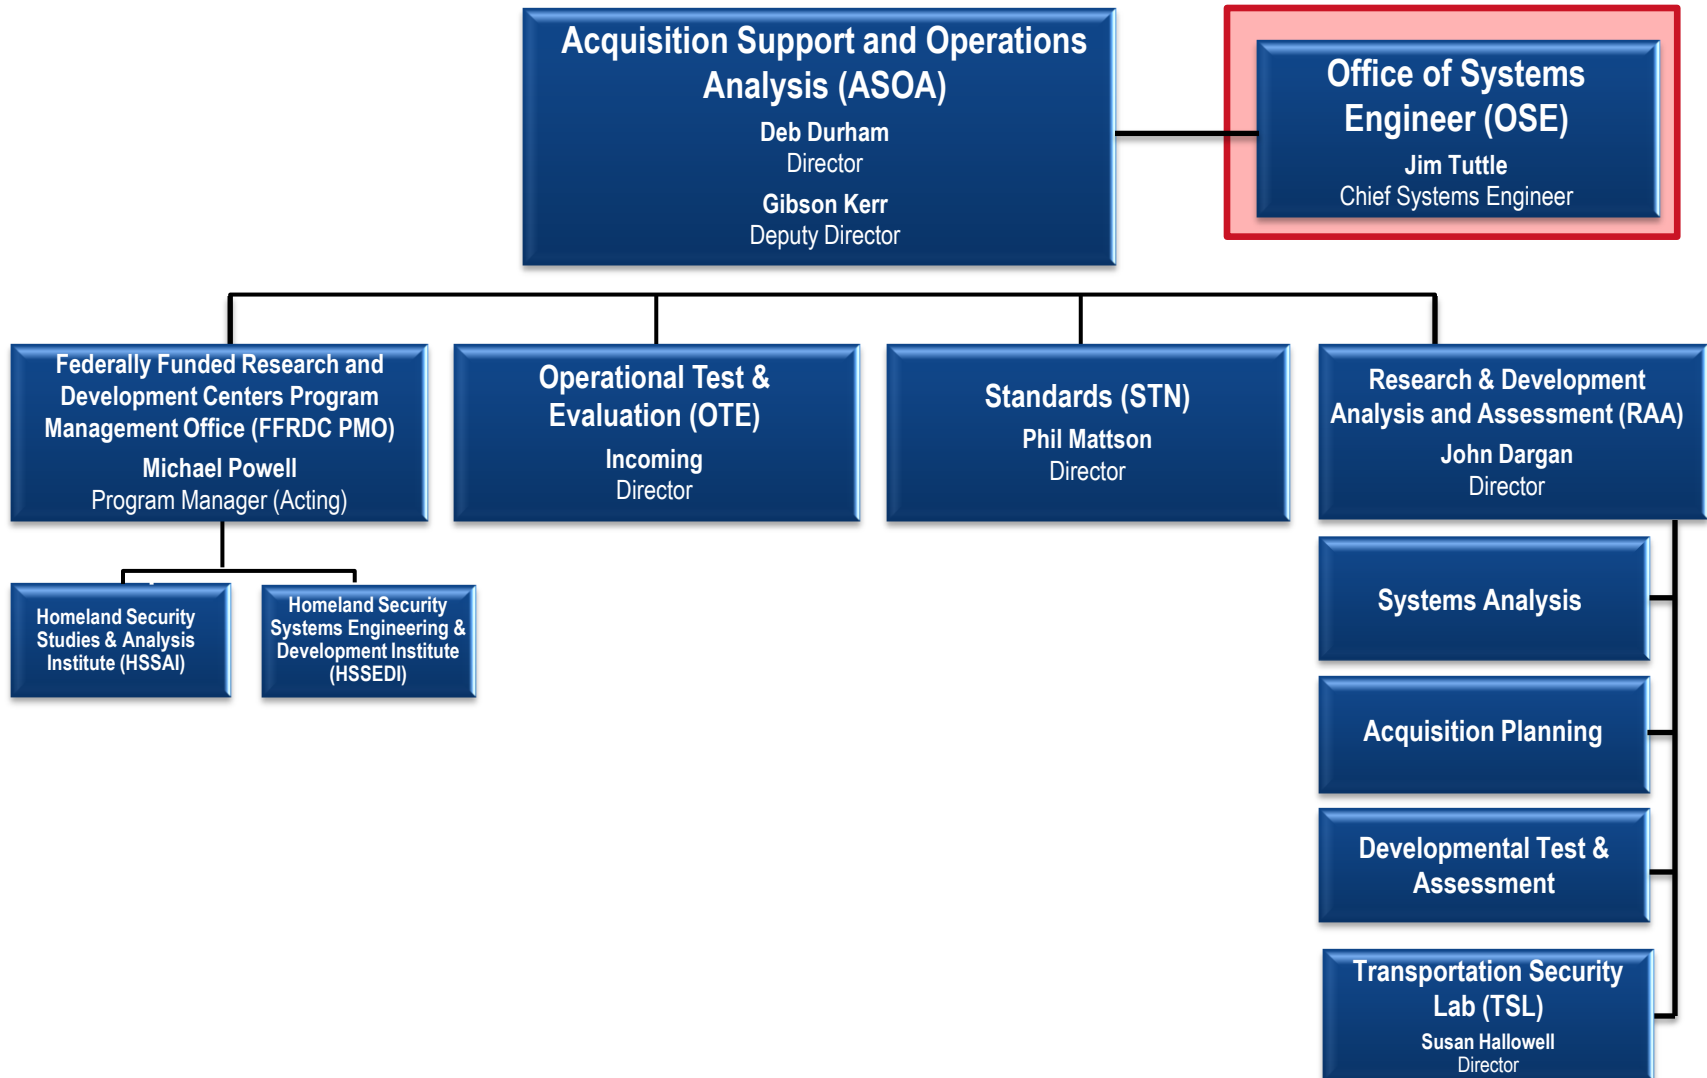 Acquisition Support and Operations
Analysis (ASOA)
Deb Durham
Director
Gibson Kerr
Deputy Director
Office of Systems
Engineer (OSE)
Jim Tuttle
Chief Systems Engineer
Federally Funded Research and
Development Centers Program
Management Office (FFRDC PMO)
Michael Powell
Program Manager (Acting)
Operational Test &
Evaluation (OTE)
Incoming
Director
Standards (STN)
Phil Mattson
Director
Research & Development
Analysis and Assessment (RAA)
John Dargan
Director
Homeland Security
Studies & Analysis
Institute (HSSAI)
Homeland Security
Systems Engineering &
Development Institute
(HSSEDI)
Systems Analysis
Acquisition Planning
Developmental Test &
Assessment
Transportation Security
Lab (TSL)
Susan Hallowell
Director